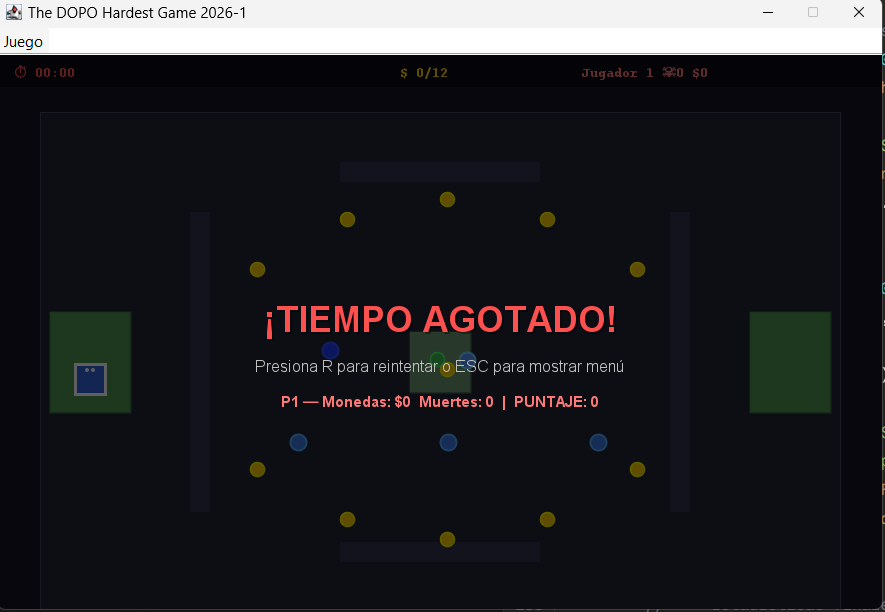 The DOPO Hardest Game 2026-1
Juego
00:00
$ 0/12
Jugador 1 0 $0
¡TIEMPO AGOTADO!
Presiona R para reintentar o ESC para mostrar menú
P1 — Monedas: $0 Muertes: 0 | PUNTAJE: 0